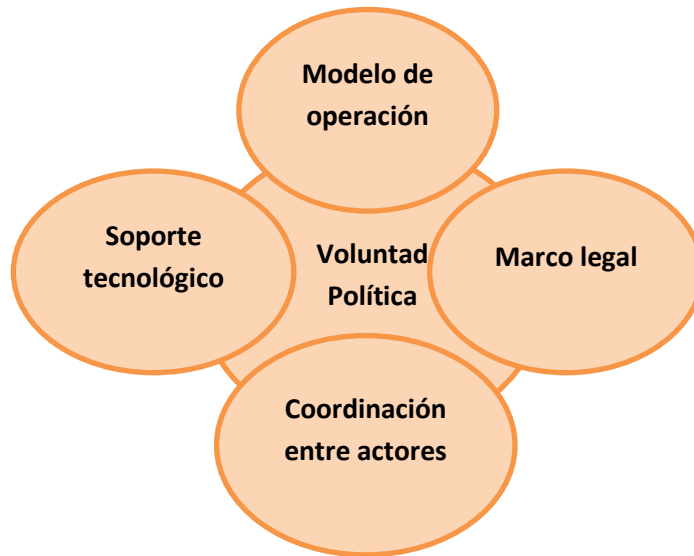 Modelo de
operación
Soporte
tecnológico
Voluntad
Política
Marco legal
Coordinación
entre actores